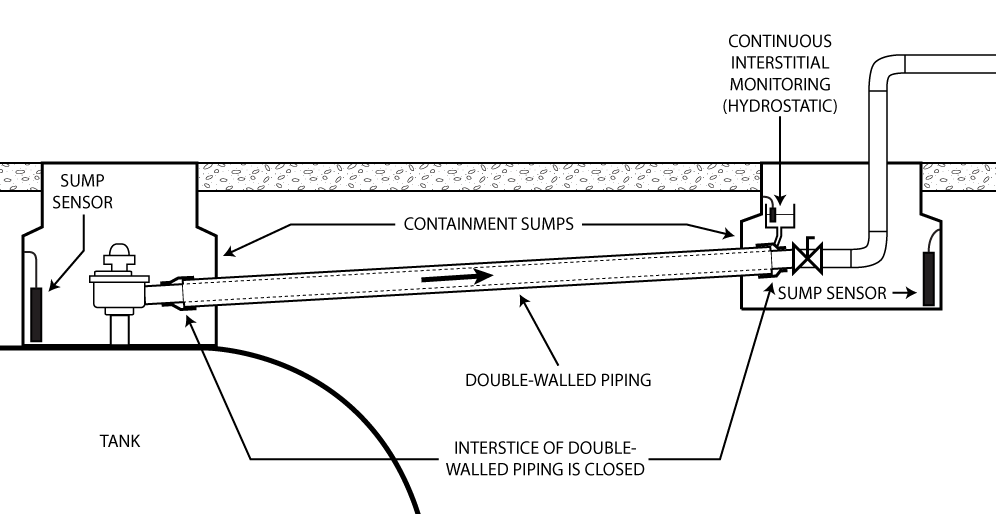 CONTINUOUS
INTERSTITIAL
MONITORING
(HYDROSTATIC)
SUMP
SENSOR
CONTAINMENT SUMPS
SUMP SENSOR
DOUBLE-WALLED PIPING
TANK
INTERSTICE OF DOUBLE-
WALLED PIPING IS CLOSED